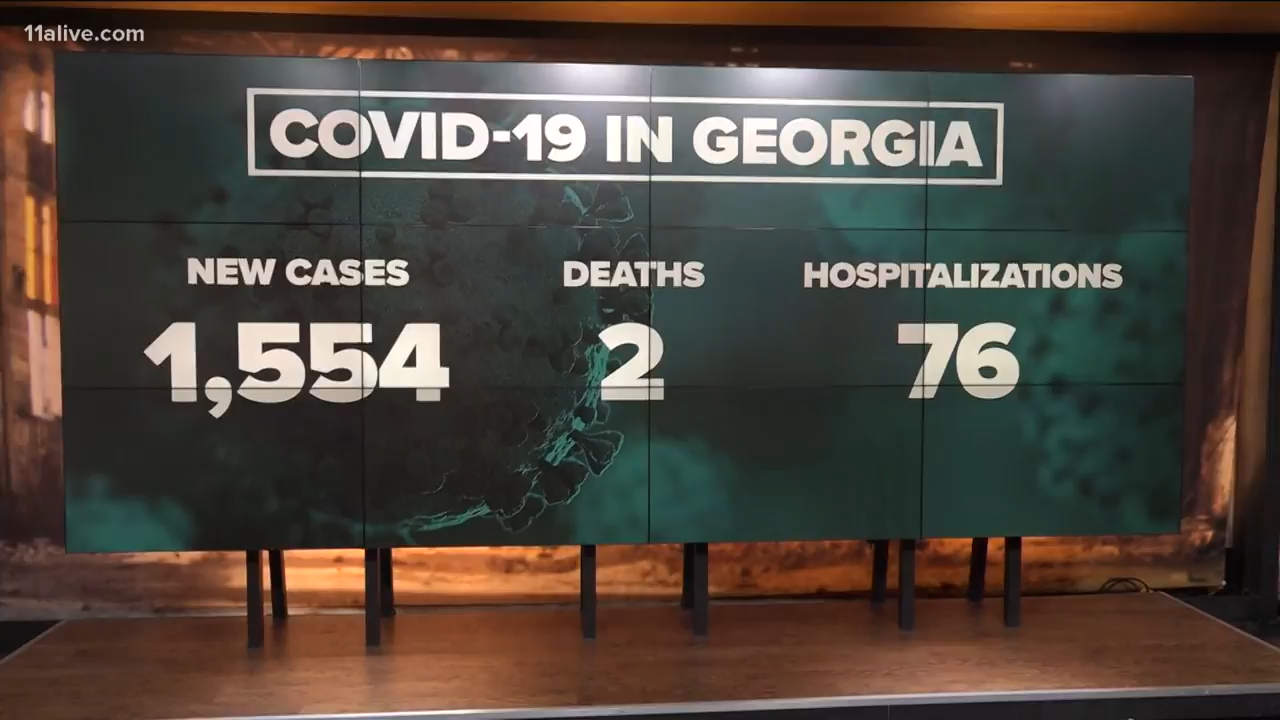 11alive.com
COVID-19 IN GEORGIA
NEW CASES
DEATHS
HOSPITALIZATIONS
1,554
2
76